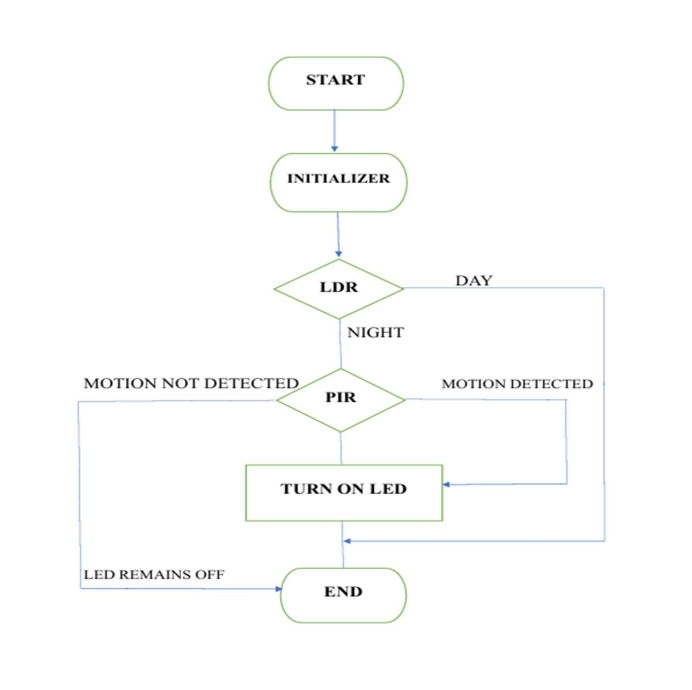 START
INITIALIZER
LDR
DAY
NIGHT
MOTION NOT DETECTED
PIR
MOTION DETECTED
TURN ON LED
LED REMAINS OFF
END